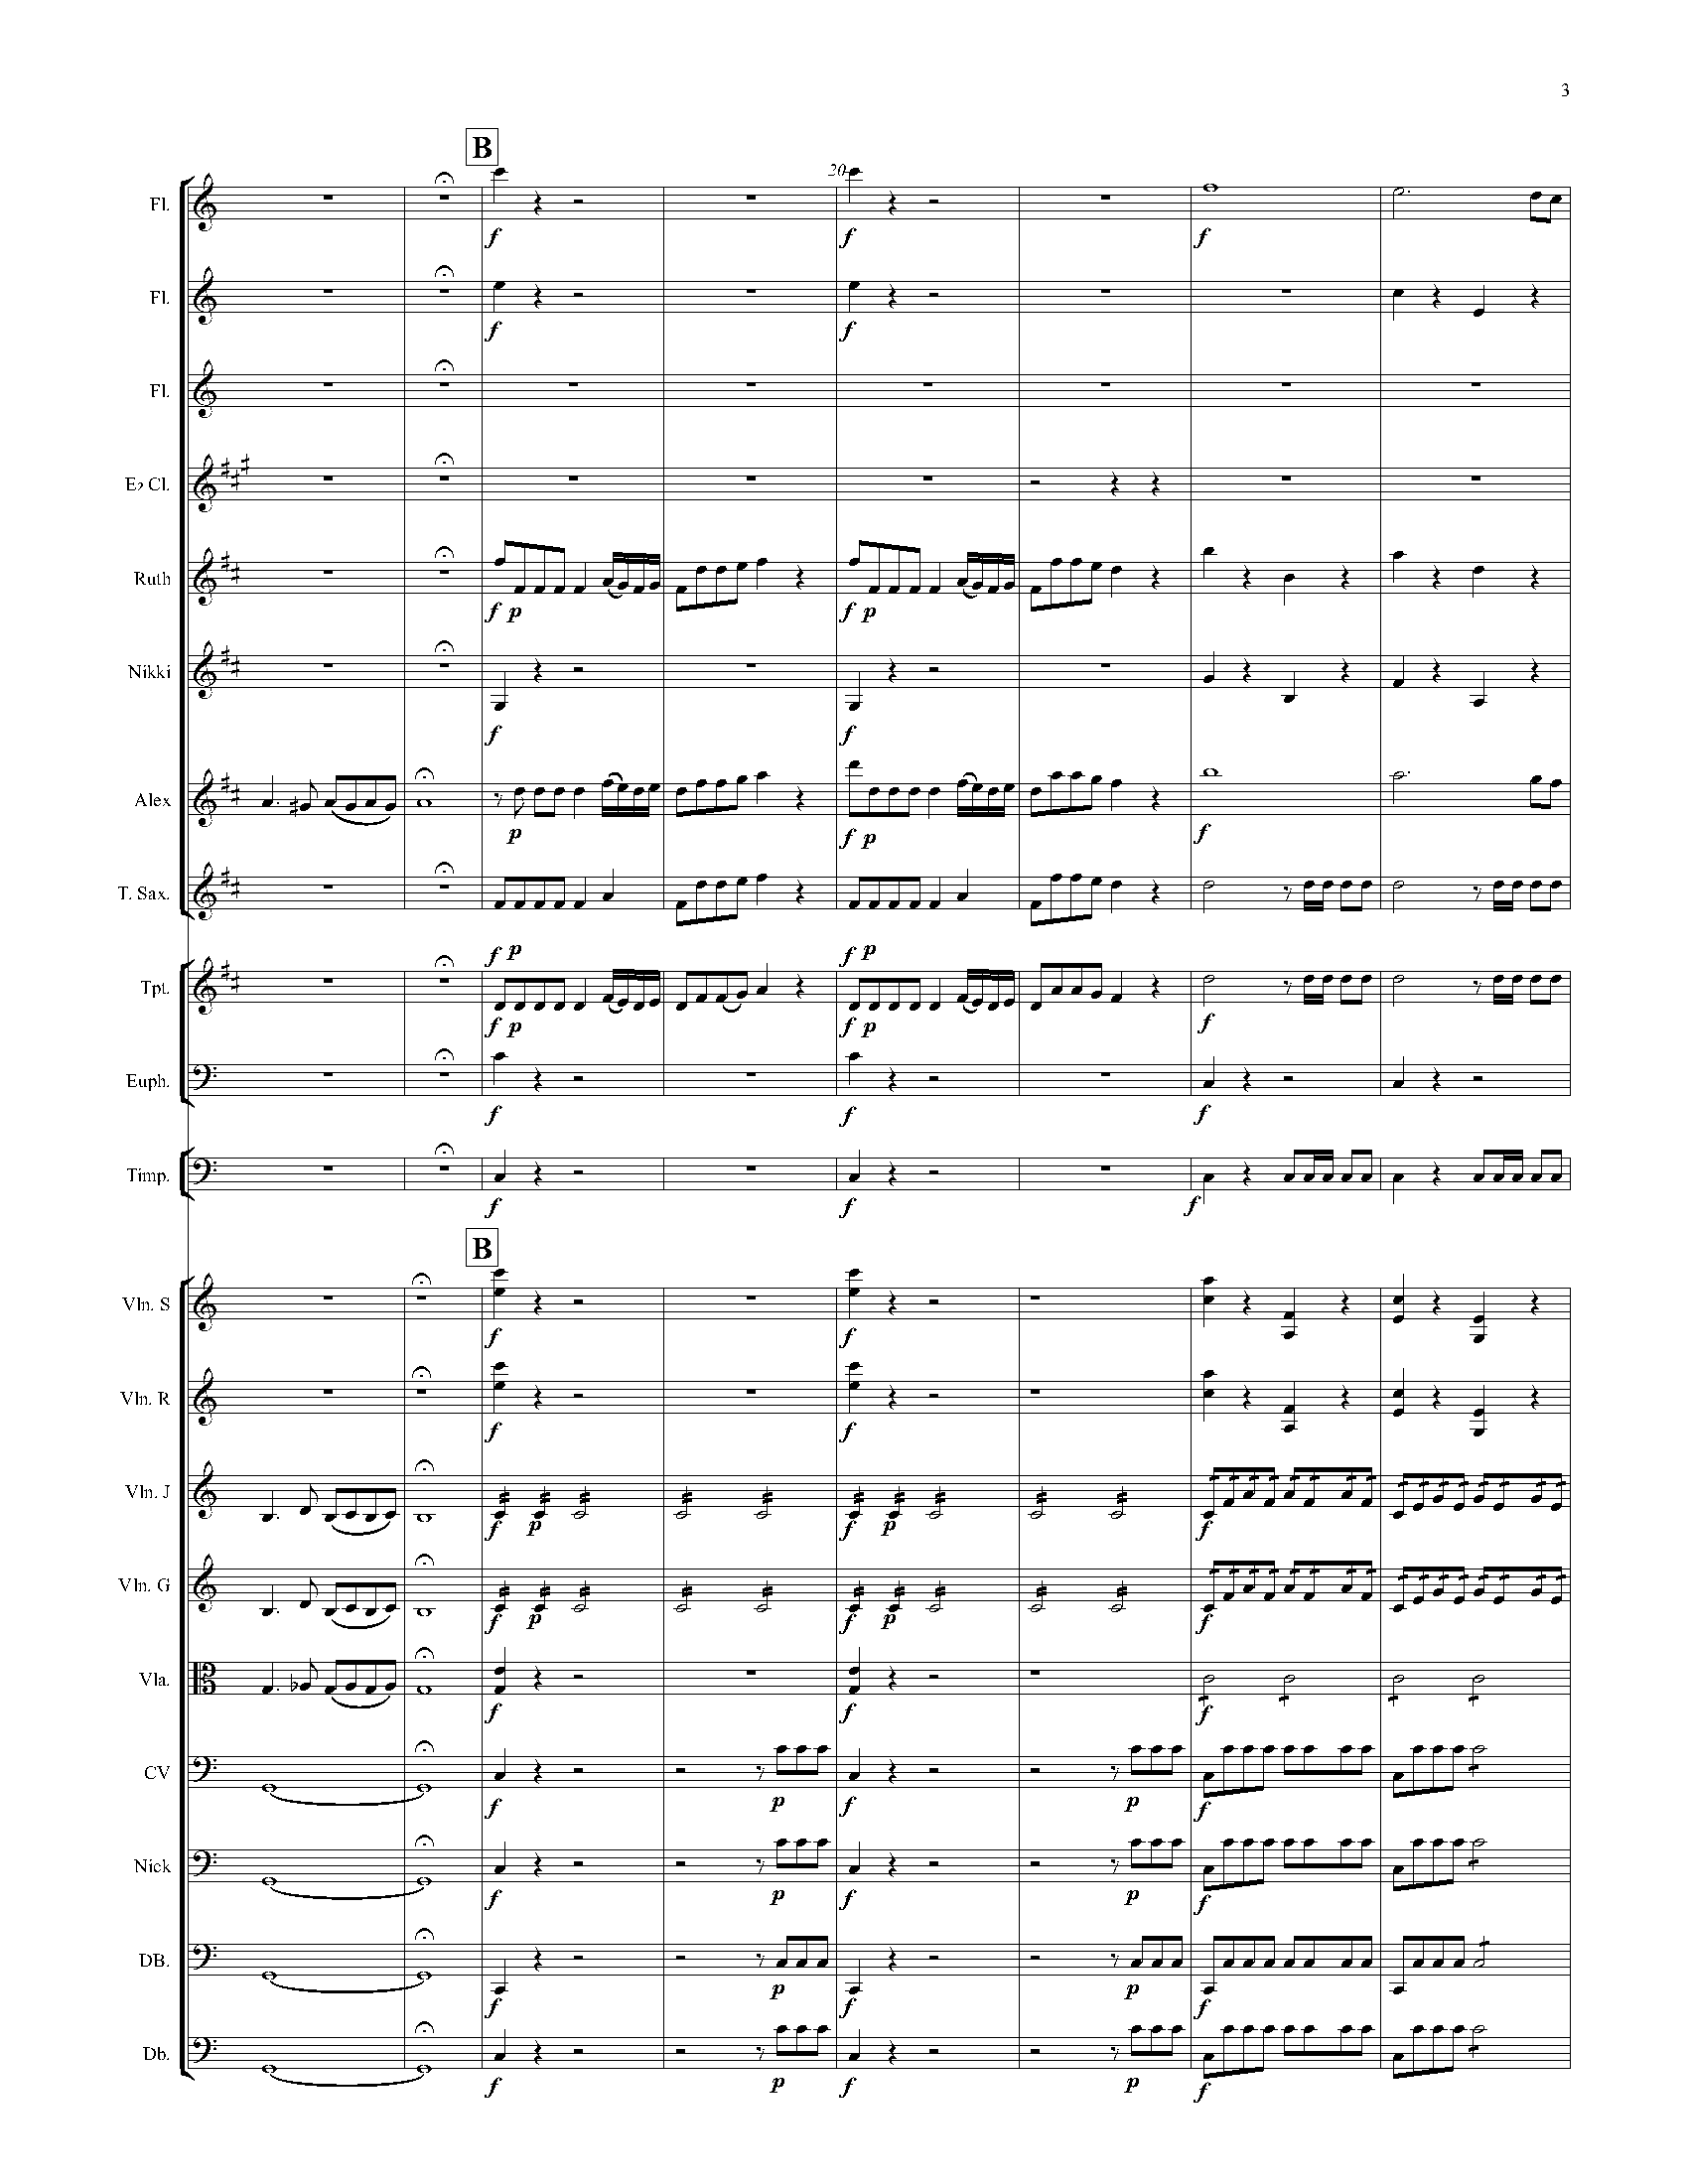 3
B
20
Fl.
f f f
Fl.
f f
Fl.
E♭ Cl.
Ruth
f p f p
Nikki
f f
Alex
p f p f
T. Sax.
f p f p
Tpt.
f p f p f
Euph.
f f f
Timp.
f f f
B
Vln. S
f f
Vln. R
f f
Vln. J
f p f p f
Vln. G
f p f p f
Vla.
f f f
CV
f p f p f
Nick
f p f p f
DB.
f p f p f
Db.
f p f p f